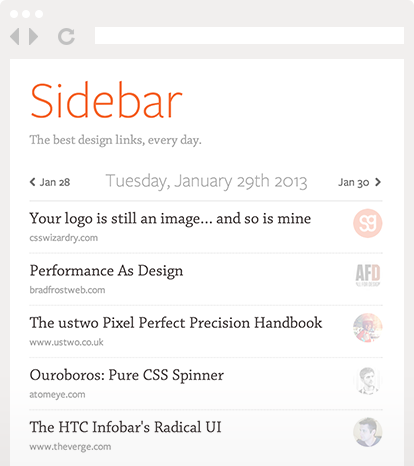 Sidebar
The best design links, every day.
Jan 28 Tuesday, January 29th 2013 Jan 30
Your logo is still an image... and so is mine
csswizardry.com
Performance As Design
bradfrostweb.com
AFD
The ustwo Pixel Perfect Precision Handbook
www.ustwo.co.uk
Ouroboros: Pure CSS Spinner
atomeye.com
The HTC Infobar's Radical UI
www.theverge.com